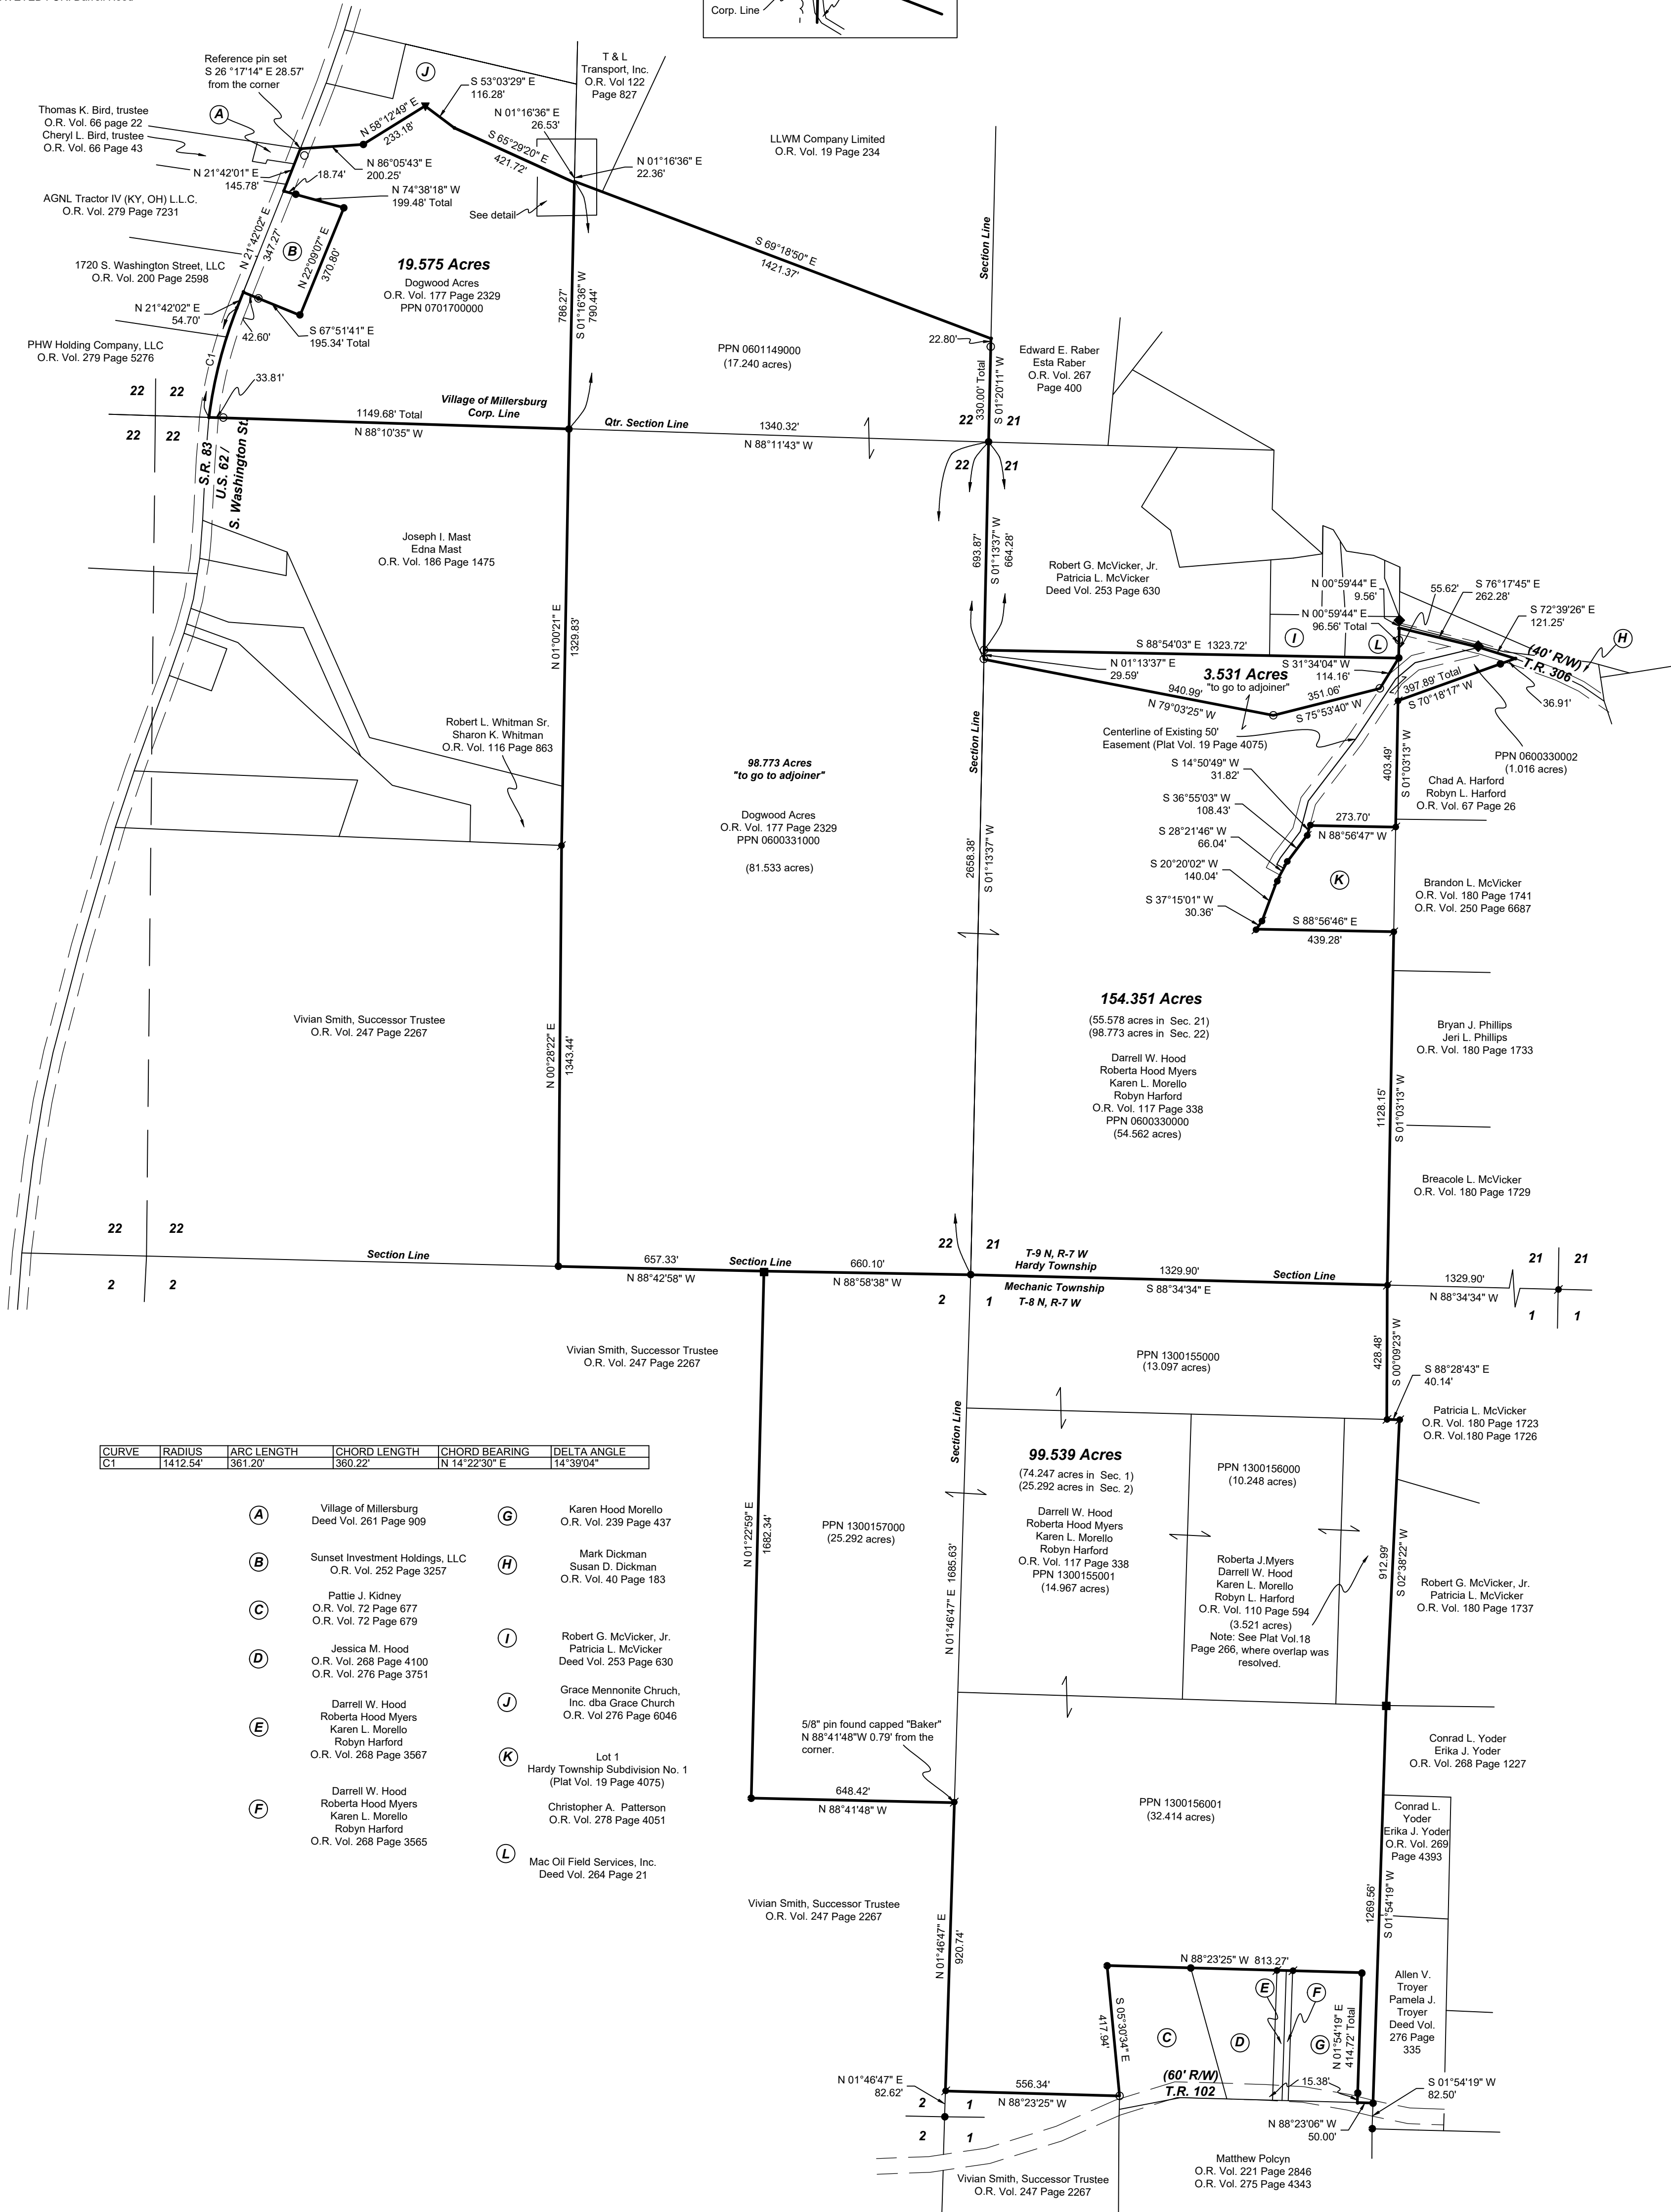 Corp. Line
Reference pin set
S 26 °17'14" E 28.57'
from the corner
J
T & L
Transport, Inc.
O.R. Vol 122
Page 827
S 53°03'29" E
116.28'
N 01°16'36" E
26.53'
Thomas K. Bird, trustee
O.R. Vol. 66 page 22
Cheryl L. Bird, trustee
O.R. Vol. 66 Page 43
A
N 58°12'49" E
233.18'
S 65°29'20" E
421.72'
LLWM Company Limited
O.R. Vol. 19 Page 234
N 01°16'36" E
22.36'
N 86°05'43" E
200.25'
N 21°42'01" E
145.78'
18.74'
N 74°38'18" W
199.48' Total
AGNL Tractor IV (KY, OH) L.L.C.
O.R. Vol. 279 Page 7231
See detail
N 21°42'02" E
347.27'
B
N 22°09'07" E
370.80'
S 69°18'50" E
1421.37'
Section Line
1720 S. Washington Street, LLC
O.R. Vol. 200 Page 2598
19.575 Acres
Dogwood Acres
O.R. Vol. 177 Page 2329
PPN 0701700000
N 21°42'02" E
54.70'
42.60'
S 67°51'41" E
195.34' Total
786.27'
S 01°16'36" W
790.44'
PHW Holding Company, LLC
O.R. Vol. 279 Page 5276
C1
33.81'
PPN 0601149000
(17.240 acres)
22.80'
Edward E. Raber
Esta Raber
O.R. Vol. 267
Page 400
330.00' Total
S 01°20'11" W
22 22
22 22
1149.68' Total
N 88°10'35" W
Village of Millersburg
Corp. Line
Qtr. Section Line
1340.32'
N 88°11'43" W
22 21
22 21
S.R. 83
U.S. 62 /
S. Washington St.
Joseph I. Mast
Edna Mast
O.R. Vol. 186 Page 1475
693.87'
S 01°13'37" W
664.28'
Robert G. McVicker, Jr.
Patricia L. McVicker
Deed Vol. 253 Page 630
N 00°59'44" E
9.56'
55.62'
S 76°17'45" E
262.28'
N 00°59'44" E
96.56' Total
S 72°39'26" E
121.25'
I
L
H
N 01°00'21" E
1329.83'
S 88°54'03" E 1323.72'
N 01°13'37" E
29.59'
3.531 Acres
"to go to adjoiner"
S 31°34'04" W
114.16'
(40' R/W)
T.R. 306
940.99'
N 79°03'25" W
351.06'
S 75°53'40" W
397.89' Total
S 70°18'17" W
36.91'
Centerline of Existing 50'
Easement (Plat Vol. 19 Page 4075)
PPN 0600330002
(1.016 acres)
Robert L. Whitman Sr.
Sharon K. Whitman
O.R. Vol. 116 Page 863
Section Line
98.773 Acres
"to go to adjoiner"
Dogwood Acres
O.R. Vol. 177 Page 2329
PPN 0600331000
(81.533 acres)
S 14°50'49" W
31.82'
403.49'
S 01°03'13" W
Chad A. Harford
Robyn L. Harford
O.R. Vol. 67 Page 26
S 36°55'03" W
108.43'
273.70'
N 88°56'47" W
S 28°21'46" W
66.04'
2658.38'
S 01°13'37" W
S 20°20'02" W
140.04'
K
Brandon L. McVicker
O.R. Vol. 180 Page 1741
O.R. Vol. 250 Page 6687
S 37°15'01" W
30.36'
S 88°56'46" E
439.28'
Vivian Smith, Successor Trustee
O.R. Vol. 247 Page 2267
N 00°28'22" E
1343.44'
154.351 Acres
(55.578 acres in Sec. 21)
(98.773 acres in Sec. 22)
Darrell W. Hood
Roberta Hood Myers
Karen L. Morello
Robyn Harford
O.R. Vol. 117 Page 338
PPN 0600330000
(54.562 acres)
Bryan J. Phillips
Jeri L. Phillips
O.R. Vol. 180 Page 1733
1128.15'
S 01°03'13" W
Breacole L. McVicker
O.R. Vol. 180 Page 1729
22 22
2 2
Section Line
657.33'
N 88°42'58" W
Section Line
660.10'
N 88°58'38" W
22 21
2 1
T-9 N, R-7 W
Hardy Township
Mechanic Township
T-8 N, R-7 W
1329.90'
S 88°34'34" E
Section Line
1329.90'
N 88°34'34" W
21 21
1 1
Vivian Smith, Successor Trustee
O.R. Vol. 247 Page 2267
PPN 1300155000
(13.097 acres)
428.48'
S 00°09'23" W
S 88°28'43" E
40.14'
Patricia L. McVicker
O.R. Vol. 180 Page 1723
O.R. Vol.180 Page 1726
CURVE RADIUS ARC LENGTH CHORD LENGTH CHORD BEARING DELTA ANGLE
C1 1412.54' 361.20' 360.22' N 14°22'30" E 14°39'04"
Section Line
99.539 Acres
(74.247 acres in Sec. 1)
(25.292 acres in Sec. 2)
Darrell W. Hood
Roberta Hood Myers
Karen L. Morello
Robyn Harford
O.R. Vol. 117 Page 338
PPN 1300155001
(14.967 acres)
PPN 1300156000
(10.248 acres)
N 01°22'59" E
1682.34'
PPN 1300157000
(25.292 acres)
N 01°46'47" E 1685.63'
Roberta J.Myers
Darrell W. Hood
Karen L. Morello
Robyn L. Harford
O.R. Vol. 110 Page 594
(3.521 acres)
Note: See Plat Vol.18
Page 266, where overlap was
resolved.
912.99'
S 02°38'22" W
Robert G. McVicker, Jr.
Patricia L. McVicker
O.R. Vol. 180 Page 1737
A
Village of Millersburg
Deed Vol. 261 Page 909
B
Sunset Investment Holdings, LLC
O.R. Vol. 252 Page 3257
C
Pattie J. Kidney
O.R. Vol. 72 Page 677
O.R. Vol. 72 Page 679
D
Jessica M. Hood
O.R. Vol. 268 Page 4100
O.R. Vol. 276 Page 3751
E
Darrell W. Hood
Roberta Hood Myers
Karen L. Morello
Robyn Harford
O.R. Vol. 268 Page 3567
F
Darrell W. Hood
Roberta Hood Myers
Karen L. Morello
Robyn Harford
O.R. Vol. 268 Page 3565
G
Karen Hood Morello
O.R. Vol. 239 Page 437
H
Mark Dickman
Susan D. Dickman
O.R. Vol. 40 Page 183
I
Robert G. McVicker, Jr.
Patricia L. McVicker
Deed Vol. 253 Page 630
J
Grace Mennonite Chruch,
Inc. dba Grace Church
O.R. Vol 276 Page 6046
K
Lot 1
Hardy Township Subdivision No. 1
(Plat Vol. 19 Page 4075)
Christopher A. Patterson
O.R. Vol. 278 Page 4051
L
Mac Oil Field Services, Inc.
Deed Vol. 264 Page 21
5/8" pin found capped "Baker"
N 88°41'48"W 0.79' from the
corner.
648.42'
N 88°41'48" W
Conrad L. Yoder
Erika J. Yoder
O.R. Vol. 268 Page 1227
PPN 1300156001
(32.414 acres)
Conrad L.
Yoder
Erika J. Yoder
O.R. Vol. 269
Page 4393
Vivian Smith, Successor Trustee
O.R. Vol. 247 Page 2267
N 01°46'47" E
920.74'
1269.56'
S 01°54'19" W
N 88°23'25" W 813.27'
S 05°30'34" E
417.94'
C
D
E
F
G
N 01°54'19" E
414.72' Total
Allen V.
Troyer
Pamela J.
Troyer
Deed Vol.
276 Page
335
N 01°46'47" E
82.62'
556.34'
N 88°23'25" W
(60' R/W)
T.R. 102
15.38'
S 01°54'19" W
82.50'
N 88°23'06" W
50.00'
2 1
2 1
Vivian Smith, Successor Trustee
O.R. Vol. 247 Page 2267
Matthew Polcyn
O.R. Vol. 221 Page 2846
O.R. Vol. 275 Page 4343